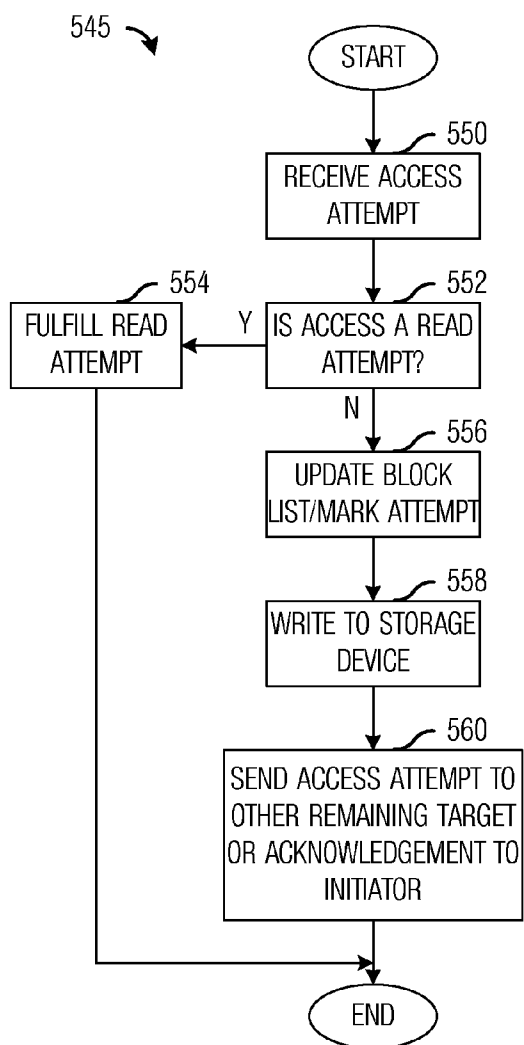 545
START
550
RECEIVE ACCESS
ATTEMPT
554
552
FULFILL READ
ATTEMPT
Y
IS ACCESS A READ
ATTEMPT?
N
556
UPDATE BLOCK
LIST/MARK ATTEMPT
558
WRITE TO STORAGE
DEVICE
560
SEND ACCESS ATTEMPT TO
OTHER REMAINING TARGET
OR ACKNOWLEDGEMENT TO
INITIATOR
END